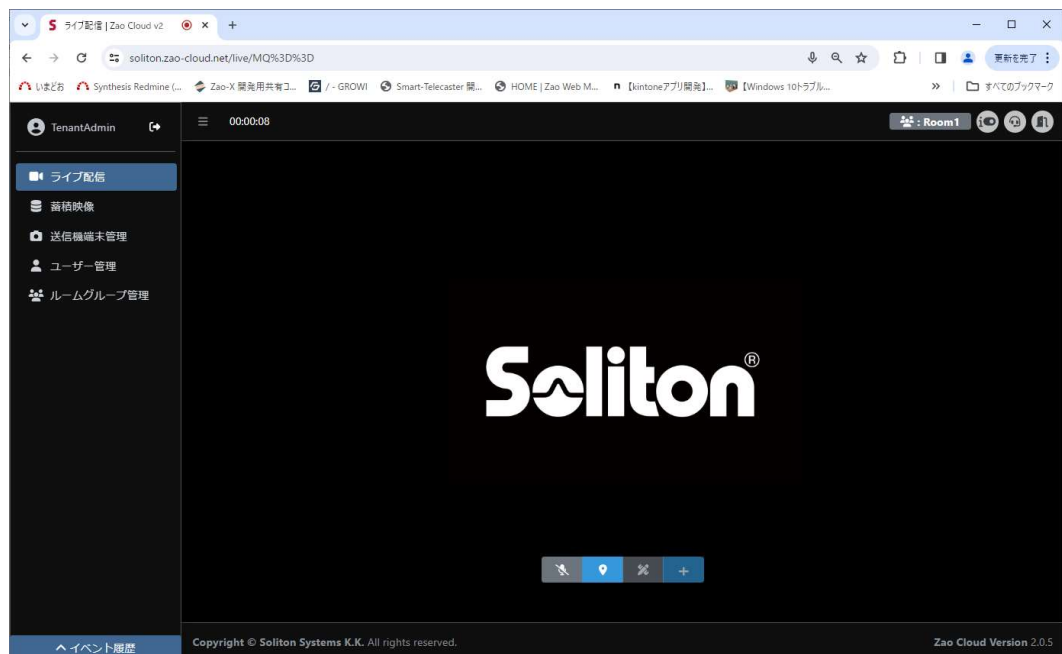 ライブ配信 | Zao Cloud v2
soliton.zao-cloud.net/live/MQ%3D%3D
更新を完了
いまどお
Synthesis Redmine (...
Zao-X 開発用共有コ...
/ - GROWI
Smart-Telecaster 開...
HOME | Zao Web M...
【kintoneアプリ開発】...
【Windows 10トラブル...
すべてのブックマーク
TenantAdmin
00:00:08
: Room1
ライブ配信
蓄積映像
送信機端末管理
ユーザー管理
ルームグループ管理
Soliton®
イベント履歴
Copyright © Soliton Systems K.K. All rights reserved.
Zao Cloud Version 2.0.5